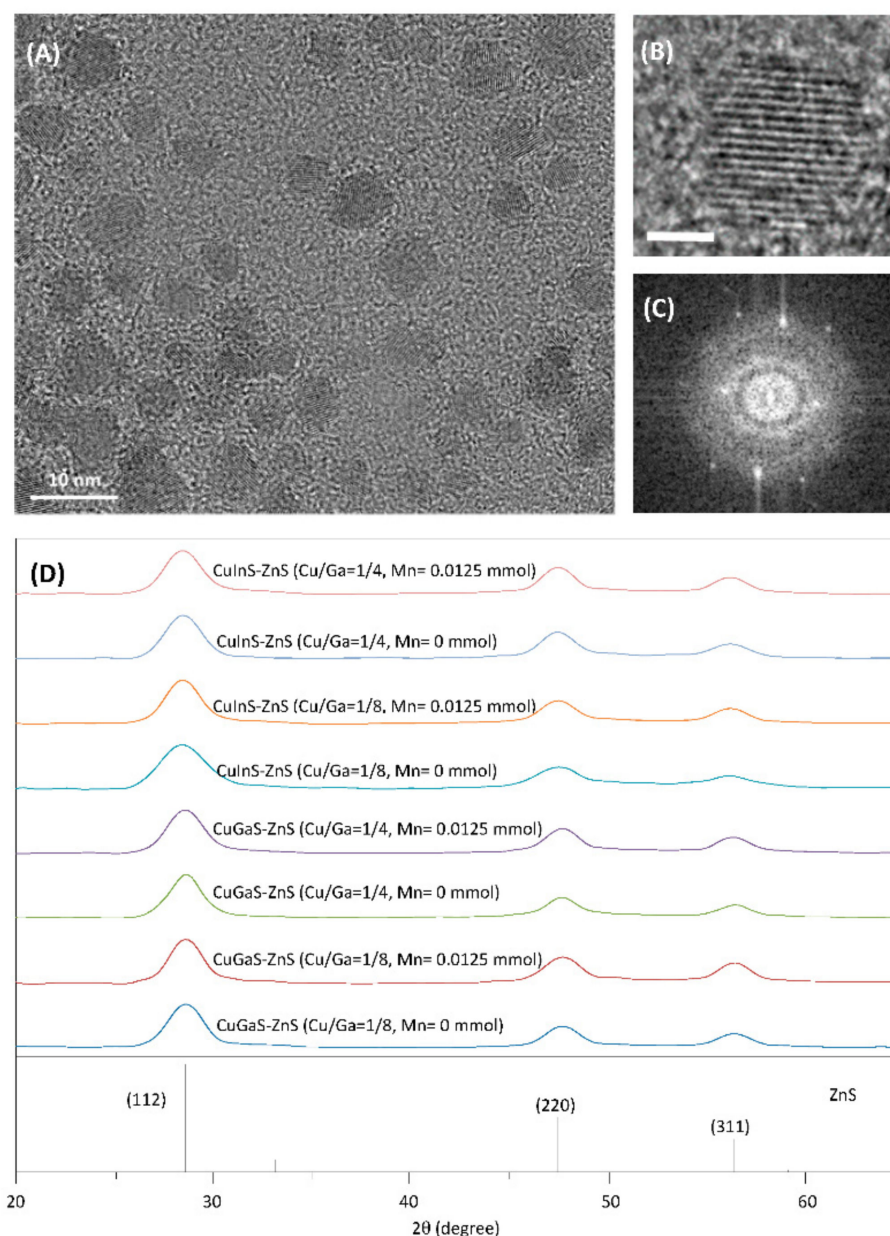 (A)
(B)
(C)
10 nm
(D)
CuInS-ZnS (Cu/Ga=1/4, Mn= 0.0125 mmol)
CuInS-ZnS (Cu/Ga=1/4, Mn= 0 mmol)
CuInS-ZnS (Cu/Ga=1/8, Mn= 0.0125 mmol)
CuInS-ZnS (Cu/Ga=1/8, Mn= 0 mmol)
CuGaS-ZnS (Cu/Ga=1/4, Mn= 0.0125 mmol)
CuGaS-ZnS (Cu/Ga=1/4, Mn= 0 mmol)
CuGaS-ZnS (Cu/Ga=1/8, Mn= 0.0125 mmol)
CuGaS-ZnS (Cu/Ga=1/8, Mn= 0 mmol)
(112)
(220)
(311)
ZnS
20 30 40 50 60
2θ (degree)